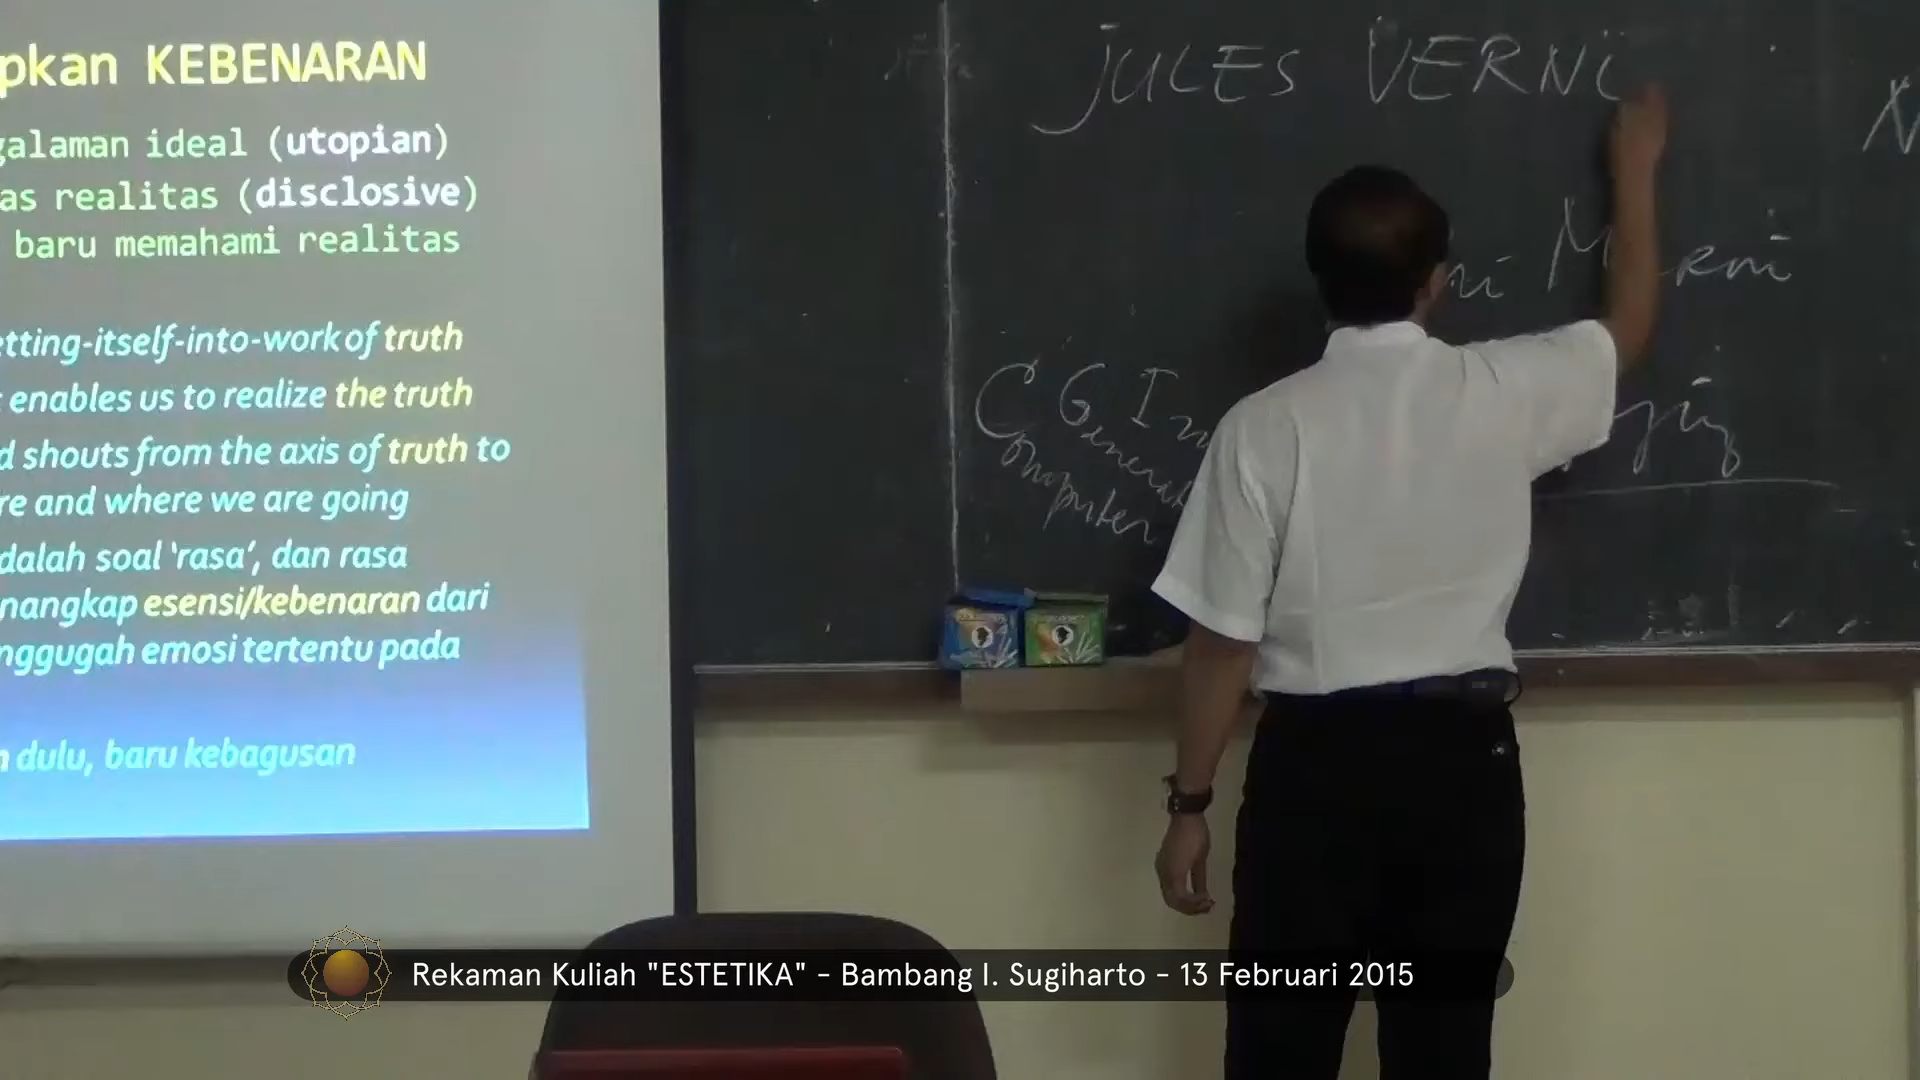 pkan KEBENARAN
galaman ideal (utopian)
as realitas (disclosive)
baru memahami realitas
etting-itself-into-work of truth
enables us to realize the truth
d shouts from the axis of truth to
re and where we are going
dalah soal 'rasa', dan rasa
nangkap esensi/kebenaran dari
nggugah emosi tertentu pada
n dulu, baru kebagusan
JULES VERN
C G I
Computer
Rekaman Kuliah "ESTETIKA" - Bambang I. Sugiharto - 13 Februari 2015